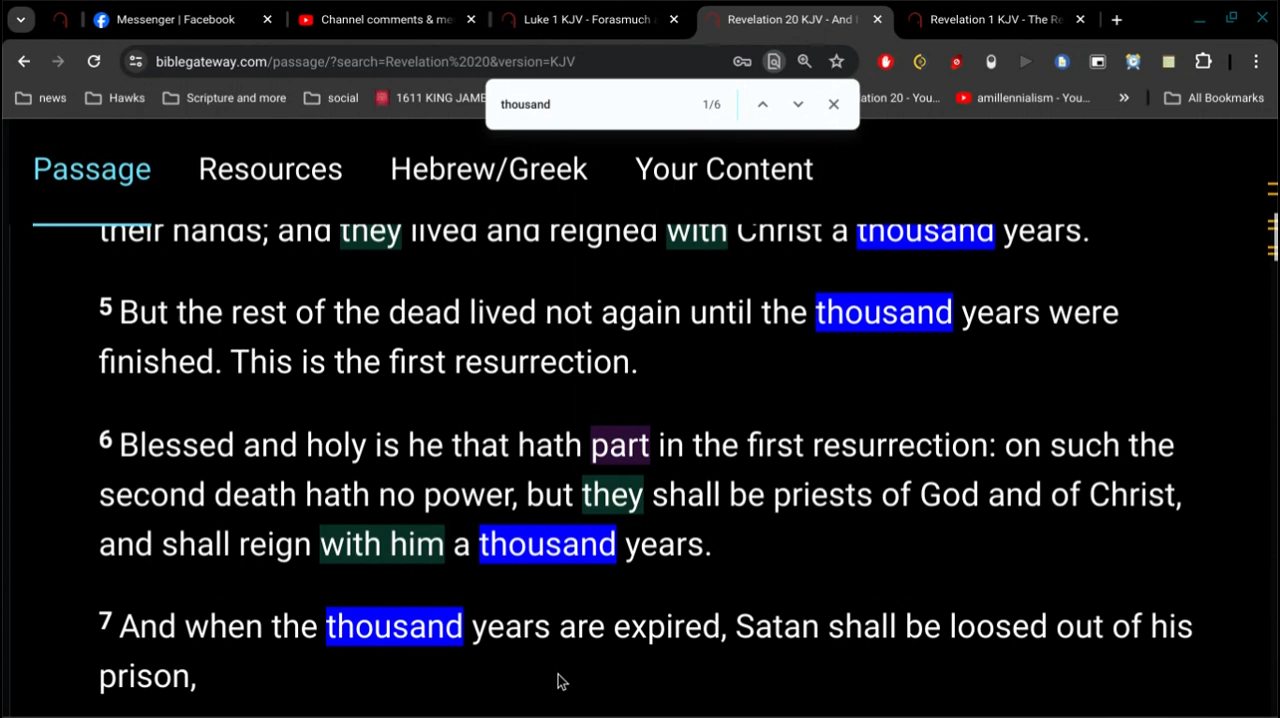 Messenger | Facebook
Channel comments & me
Luke 1 KJV - Forasmuch a
Revelation 20 KJV - And I
Revelation 1 KJV - The Re
biblegateway.com/passage/?search=Revelation%2020&version=KJV
news
Hawks
Scripture and more
social
1611 KING JAME
ation 20 - You...
amillennialism - You...
»
All Bookmarks
thousand 1/6
Passage Resources Hebrew/Greek Your Content
their hands; and they lived and reigned with Christ a thousand years.
5 But the rest of the dead lived not again until the thousand years were
finished. This is the first resurrection.
6 Blessed and holy is he that hath part in the first resurrection: on such the
second death hath no power, but they shall be priests of God and of Christ,
and shall reign with him a thousand years.
7 And when the thousand years are expired, Satan shall be loosed out of his
prison,